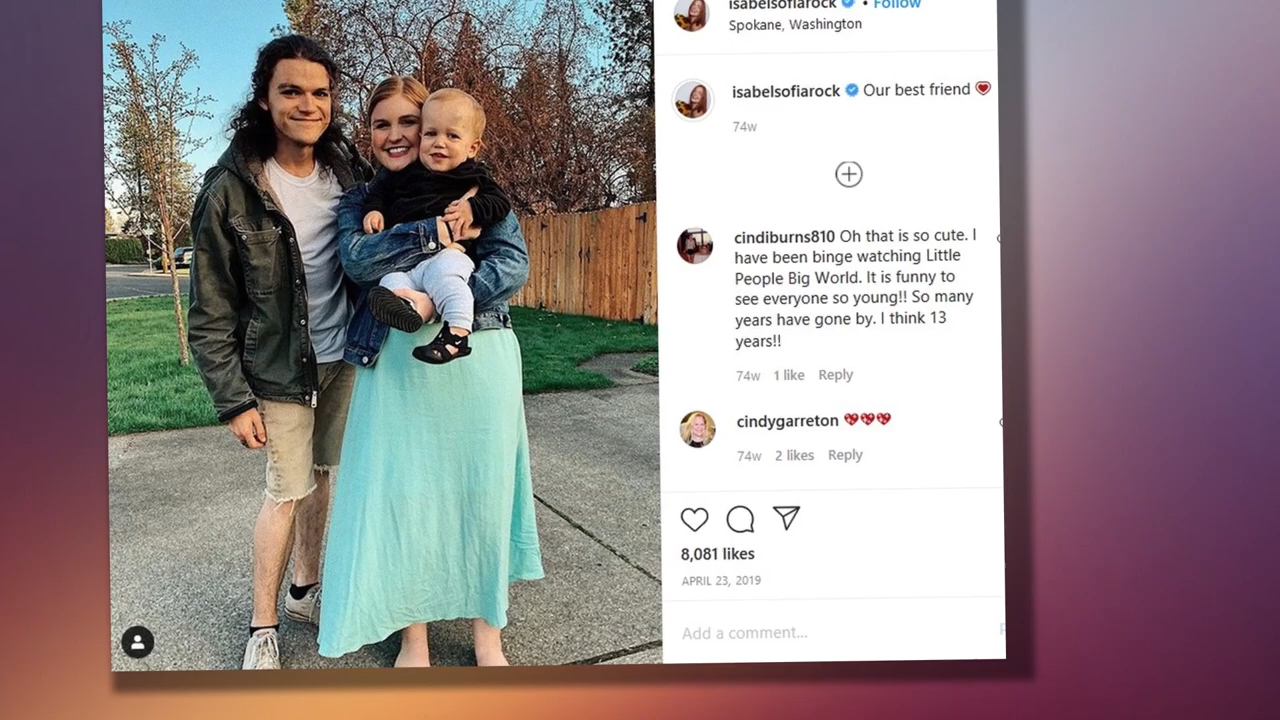 isabelsofiarock • Follow
Spokane, Washington
isabelsofiarock Our best friend ❤️
74w
cindiburns810 Oh that is so cute. I
have been binge watching Little
People Big World. It is funny to
see everyone so young!! So many
years have gone by. I think 13
years!!
74w 1 like Reply
cindygarreton 💖💖💖
74w 2 likes Reply
8,081 likes
APRIL 23, 2019
Add a comment...